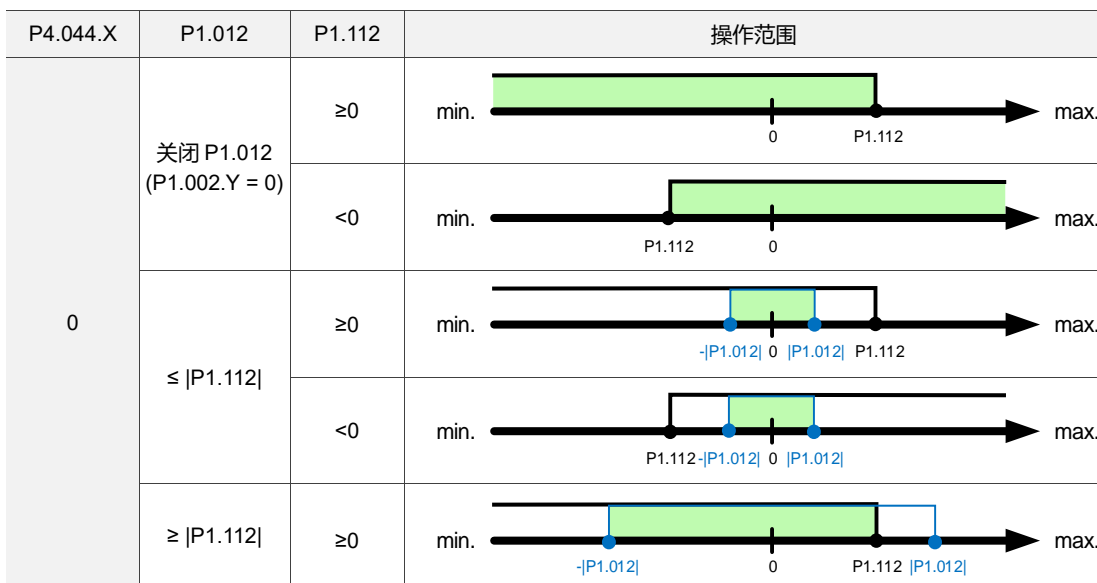 P4.044.X P1.012 P1.112 操作范围
0
关闭 P1.012
(P1.002.Y = 0)
≥0
min. max.
0 P1.112
<0
min. max.
P1.112 0
≤ |P1.112|
≥0
min. max.
-|P1.012| 0 |P1.012| P1.112
<0
min. max.
P1.112 -|P1.012| 0 |P1.012|
≥ |P1.112|
≥0
min. max.
-|P1.012| 0 P1.112 |P1.012|